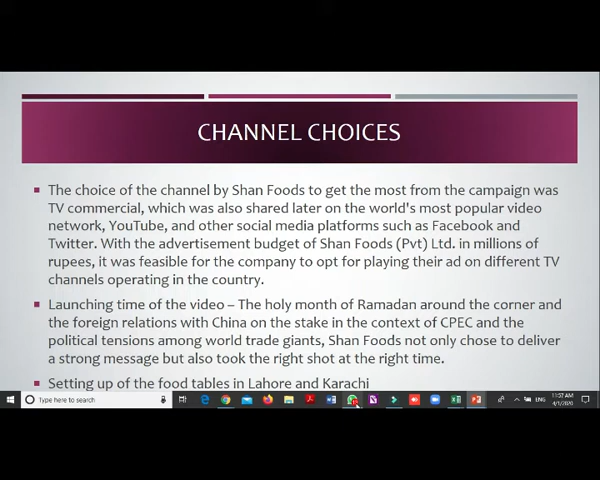 CHANNEL CHOICES
The choice of the channel by Shan Foods to get the most from the campaign was
TV commercial, which was also shared later on the world's most popular video
network, YouTube, and other social media platforms such as Facebook and
Twitter. With the advertisement budget of Shan Foods (Pvt) Ltd. in millions of
rupees, it was feasible for the company to opt for playing their ad on different TV
channels operating in the country.
Launching time of the video – The holy month of Ramadan around the corner and
the foreign relations with China on the stake in the context of CPEC and the
political tensions among world trade giants, Shan Foods not only chose to deliver
a strong message but also took the right shot at the right time.
Setting up of the food tables in Lahore and Karachi
Type here to search
ENG
11:57 AM
4/1/2020